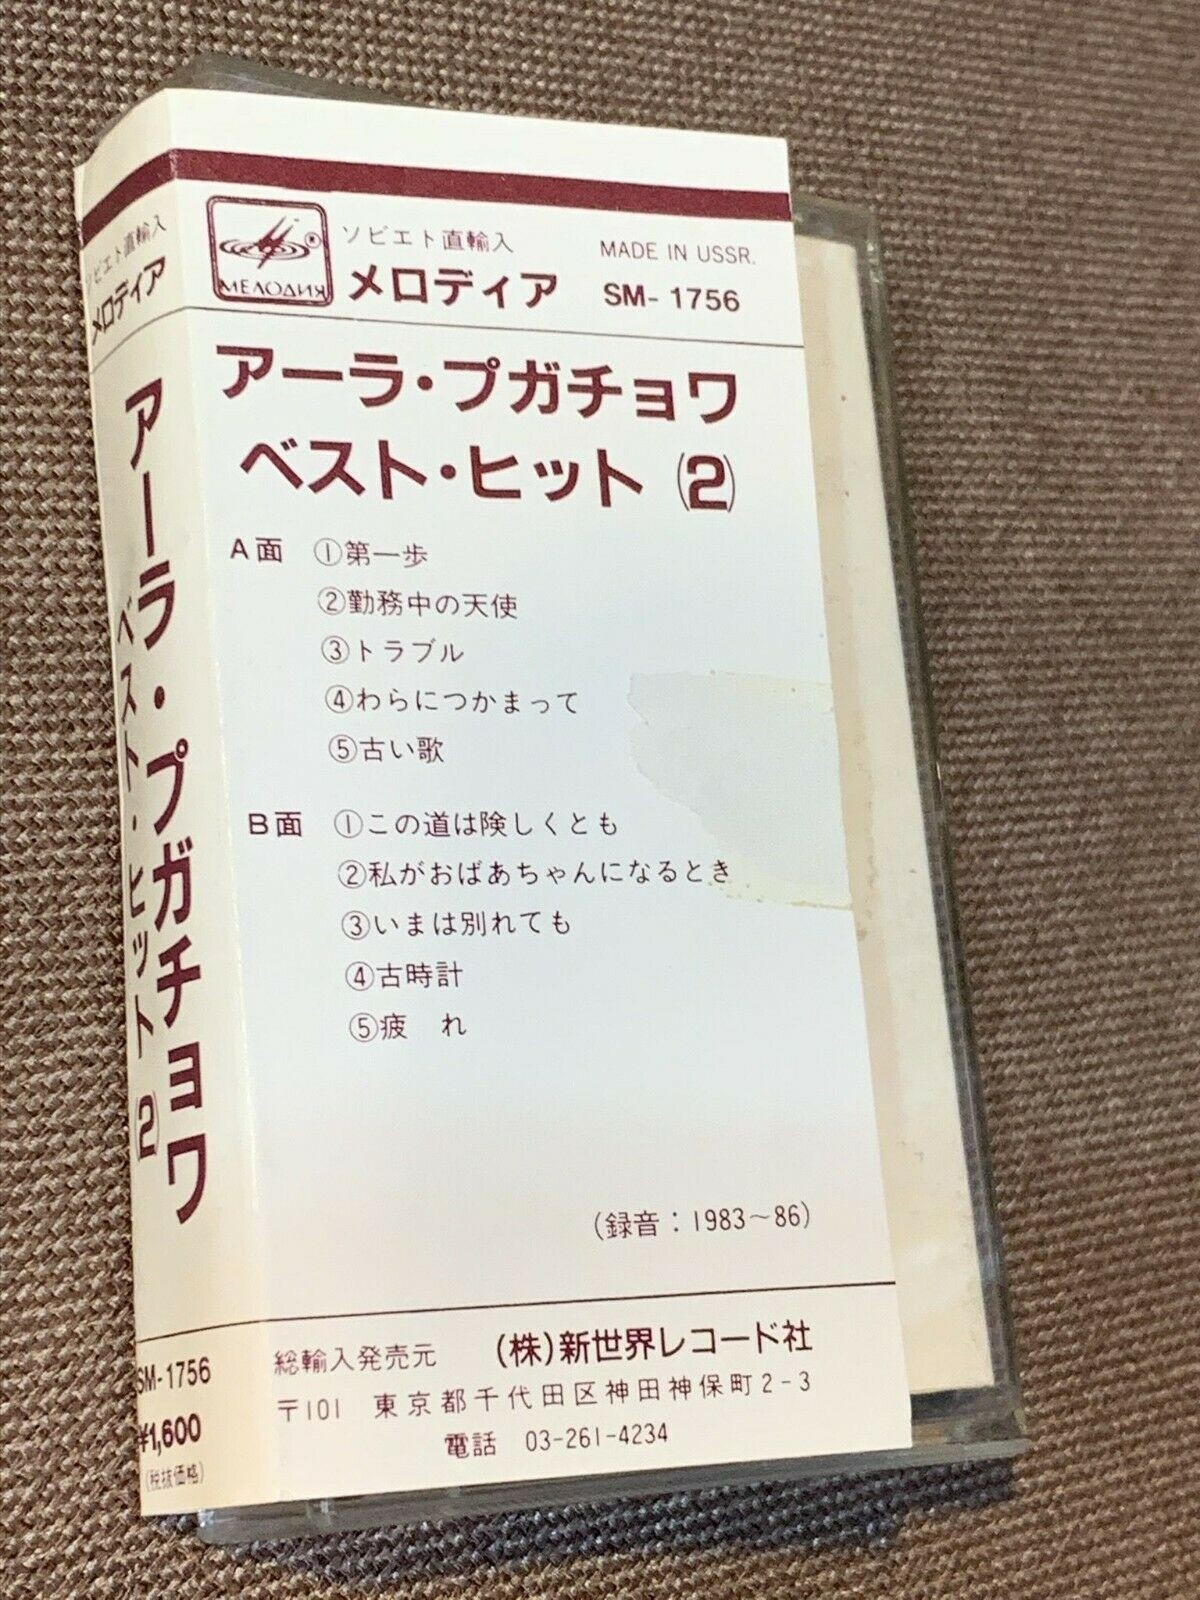 ソビエト直輸入
メロディア
アーラ・プガチョワ
ベスト・ヒット (2)
SM-1756
¥1,600
(税抜価格)
МЕЛОДИЯ
®
ソビエト直輸入 MADE IN USSR.
メロディア SM-1756
アーラ・プガチョワ
ベスト・ヒット (2)
A面 ①第一歩
②勤務中の天使
③トラブル
④わらにつかまって
⑤古い歌
B面 ①この道は険しくとも
②私がおばあちゃんになるとき
③いまは別れても
④古時計
⑤疲 れ
(録音：1983～86)
総輸入発売元 (株)新世界レコード社
〒101 東京都千代田区神田神保町2-3
電話 03-261-4234